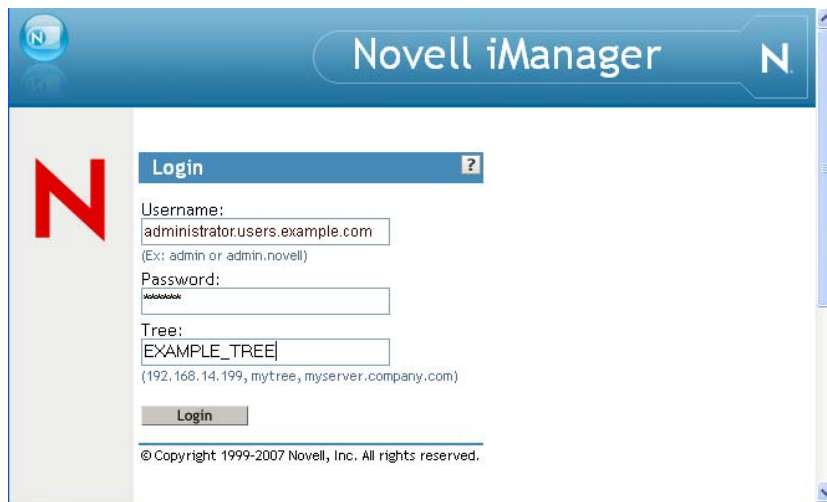 N
Novell iManager
N
N
Login
?
Username:
administrator.users.example.com
(Ex: admin or admin.novell)
Password:
*******
Tree:
EXAMPLE_TREE
(192.168.14.199, mytree, myserver.company.com)
Login
© Copyright 1999-2007 Novell, Inc. All rights reserved.